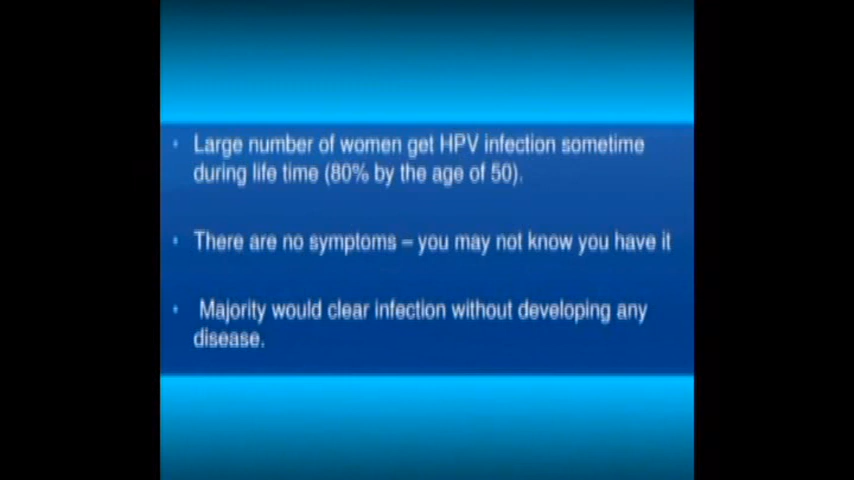 • Large number of women get HPV infection sometime
during life time (80% by the age of 50).
• There are no symptoms – you may not know you have it
• Majority would clear infection without developing any
disease.